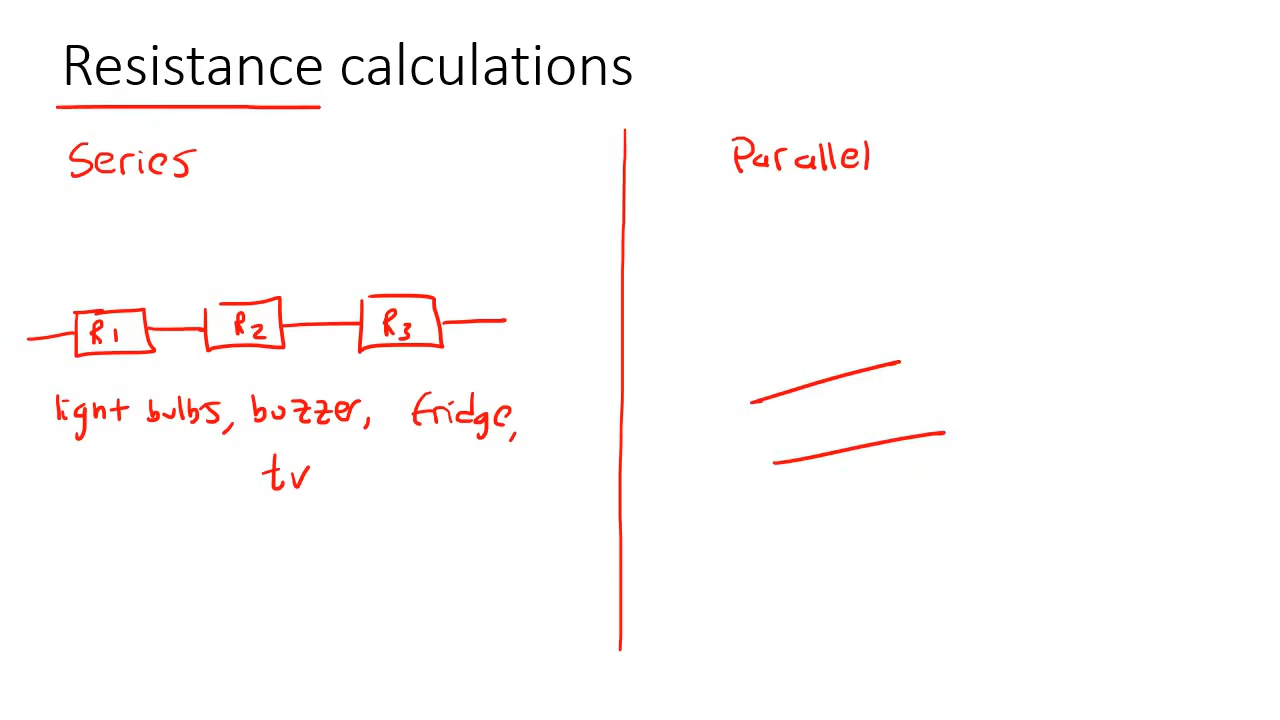 Resistance calculations
Series
Parallel
R1 R2 R3
light bulbs, buzzer, fridge,
tv